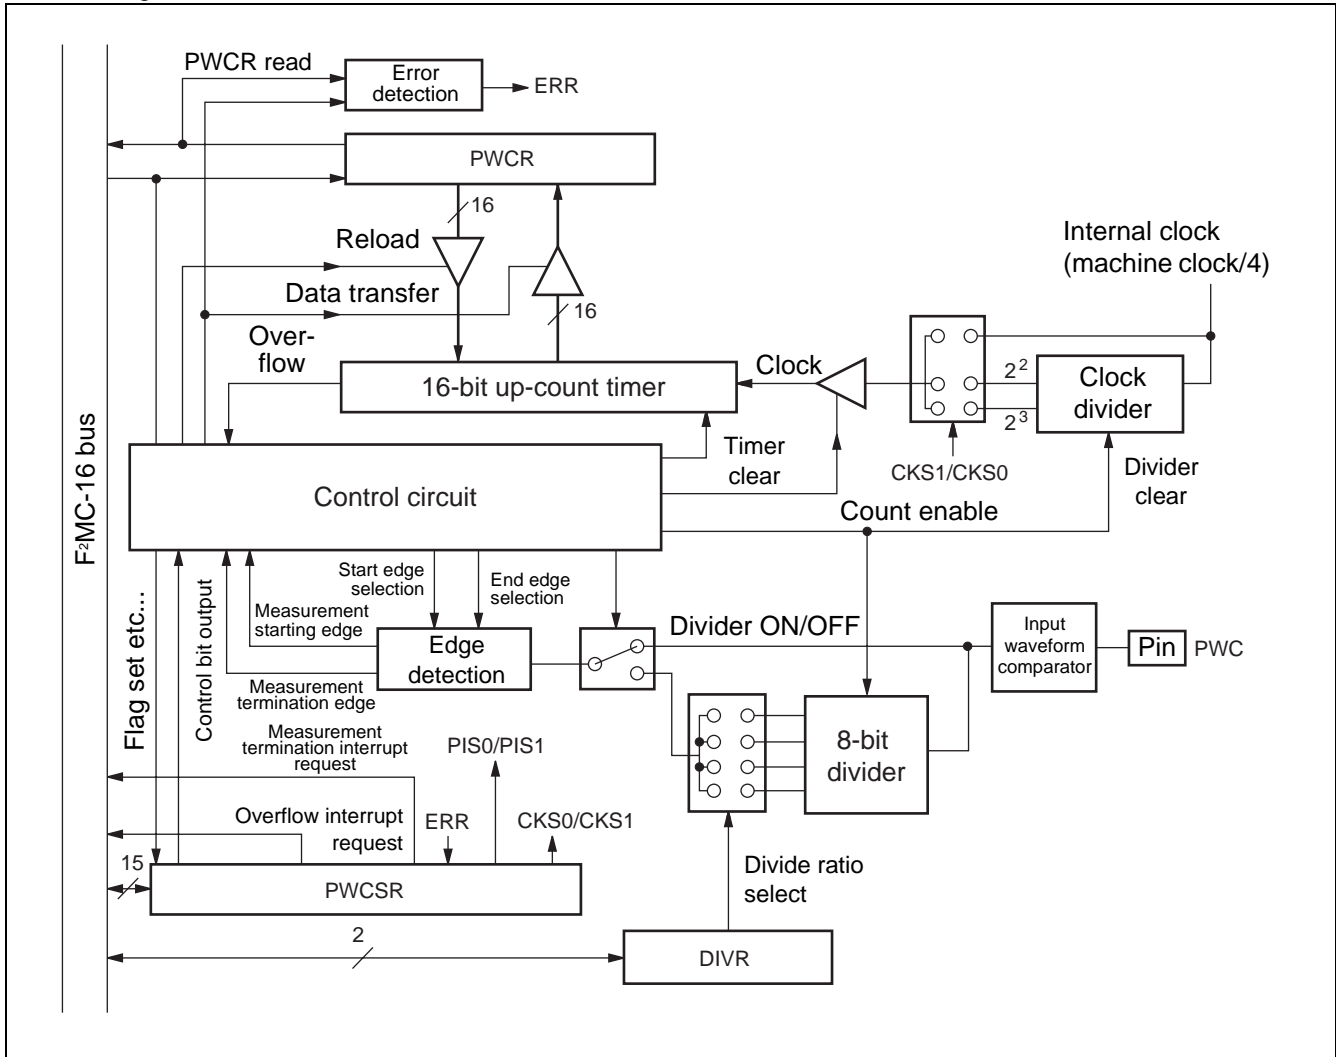 PWCR read
Error
detection
ERR
PWCR
16
Reload
Internal clock
(machine clock/4)
Data transfer
16
Over-
flow
Clock
2²
2³
Clock
divider
16-bit up-count timer
F²MC-16 bus
Timer
clear
CKS1/CKS0
Divider
clear
Control circuit
Count enable
Flag set etc...
Control bit output
Start edge
selection
End edge
selection
Measurement
starting edge
Edge
detection
Divider ON/OFF
Input
waveform
comparator
Pin
PWC
Measurement
termination edge
Measurement
termination interrupt
request
PIS0/PIS1
8-bit
divider
Overflow interrupt
request
ERR
CKS0/CKS1
15
PWCSR
Divide ratio
select
2
DIVR